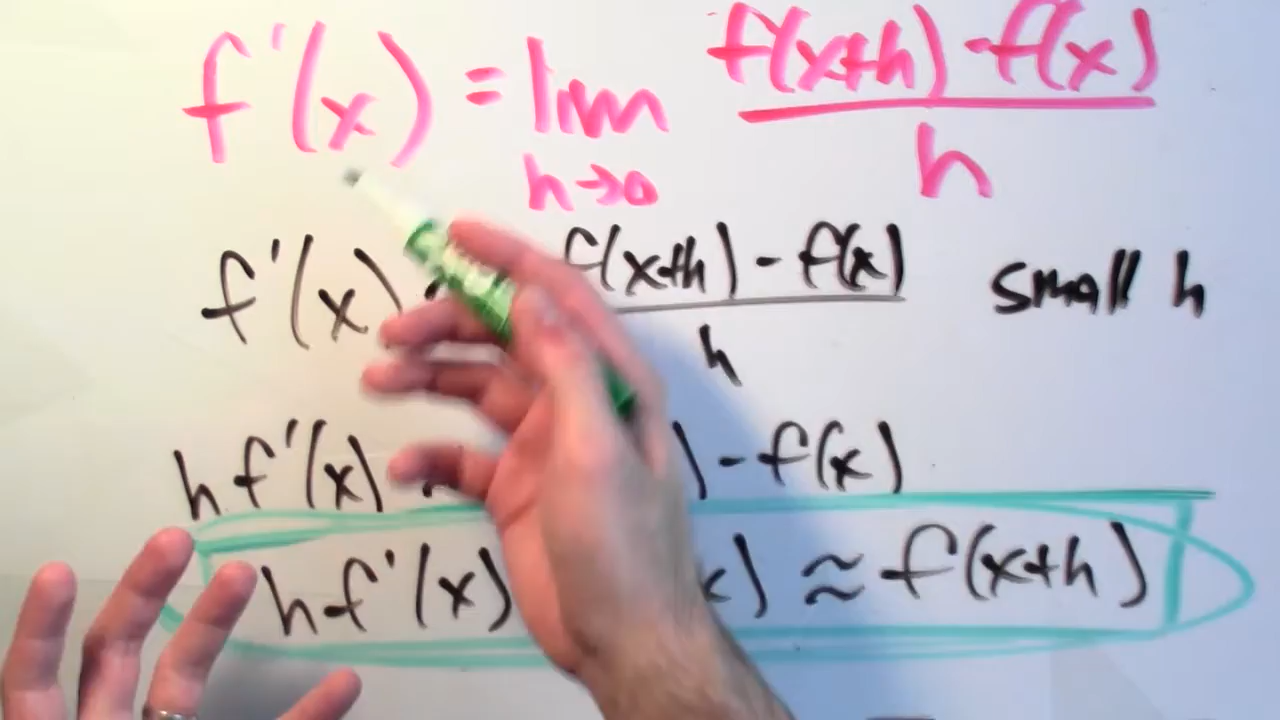 f'(x) = lim h→0 f(x+h) - f(x) / h
f'(x) f(x+h) - f(x) / h small h
hf'(x) ) - f(x)
hf'(x) x) ≈ f(x+h)